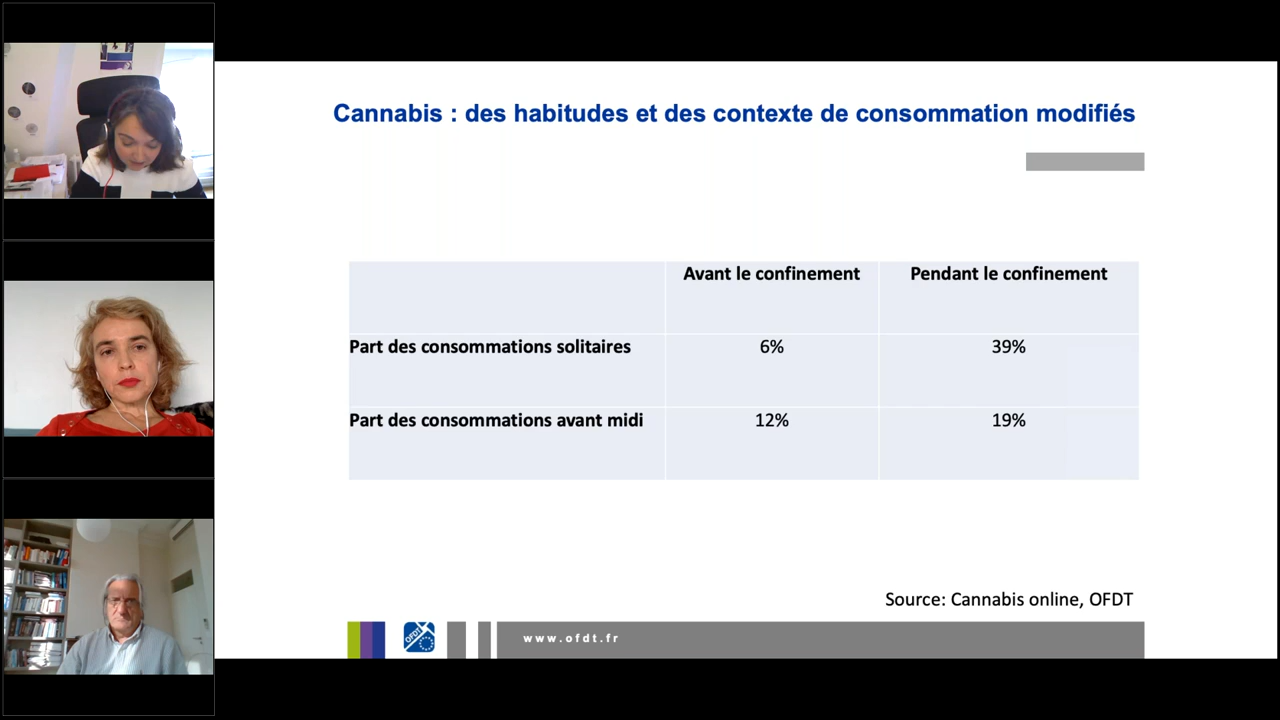 Cannabis : des habitudes et des contexte de consommation modifiés
Avant le confinement
Pendant le confinement
Part des consommations solitaires
6%
39%
Part des consommations avant midi
12%
19%
Source: Cannabis online, OFDT
OFDT
www.ofdt.fr